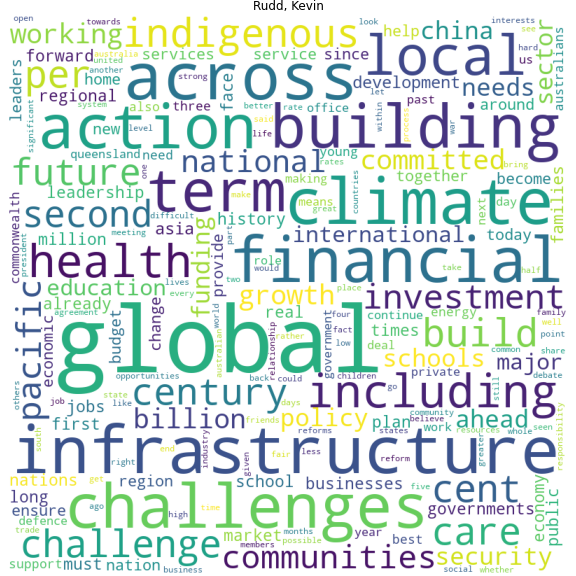 Rudd, Kevin
open towards interests look see
working indigenous help china local sector
forward services service since hard us
leaders per across home strong face development needs australians
australia united another
significant system also three better rate let within past
action building
new level office around
queensland need life young war process
future national committed
leadership rates together become bring
term climate
second making means great countries
commonwealth million history next day families
asia international today
president difficult one meeting role part
health financial
funding provide would take half
education growth investment
lives every two place
already change real continue energy family
pacific economic agreement budget world rather four fact low times build well point
global
relationship government deal schools major common share
australian children private debate
others opportunities back could go still
century including
job jobs state like days community believe
first billion policy plan work ahead
south friends resources seen responsibility
infrastructure
reforms states whole
right industry less reform greater
end fair given
nations get region school businesses cent economy public
long challenges
ensure ago high time five governments
defence market year best
trade challenge months care
support must nation communities security
members possible
business social whether